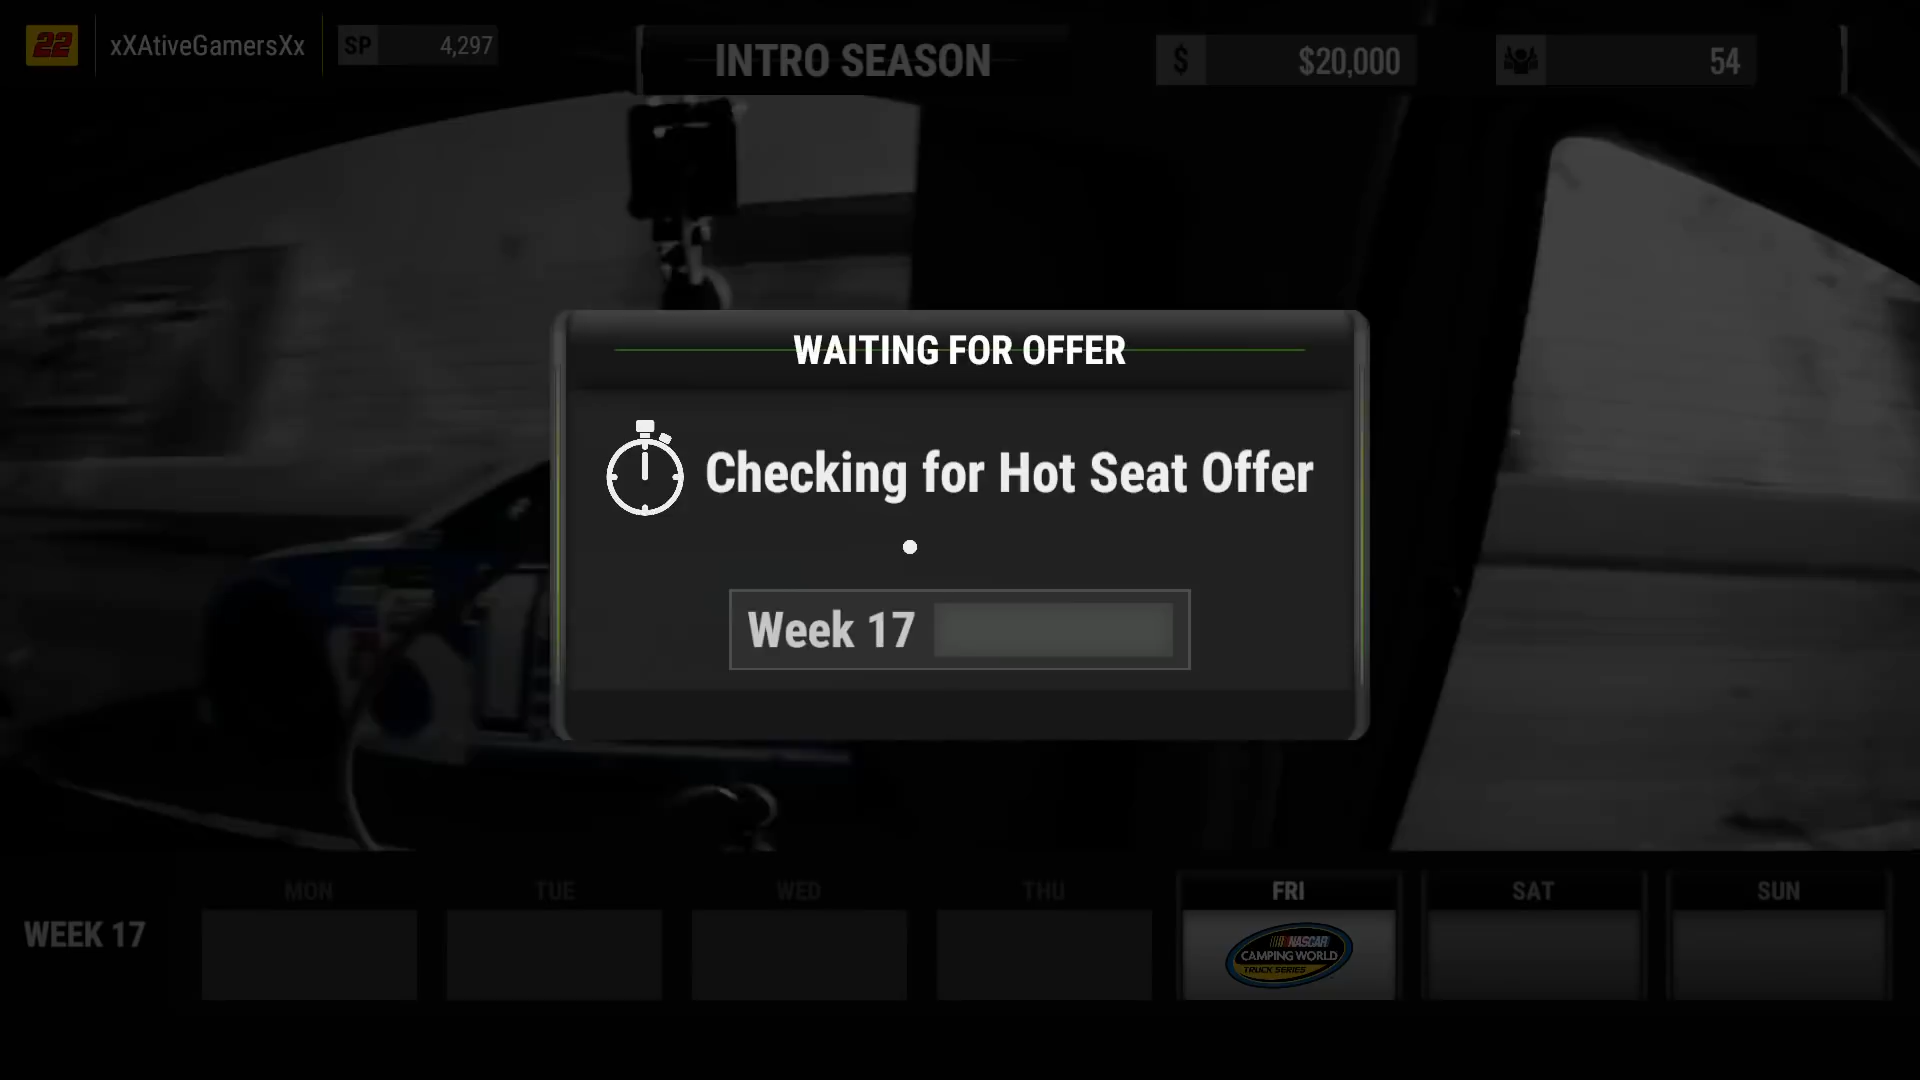 22 xXAtiveGamersXx SP 4,297
INTRO SEASON
$ $20,000
54
WAITING FOR OFFER
Checking for Hot Seat Offer
Week 17
WEEK 17
MON TUE WED THU FRI SAT SUN
NASCAR
CAMPING WORLD
TRUCK SERIES